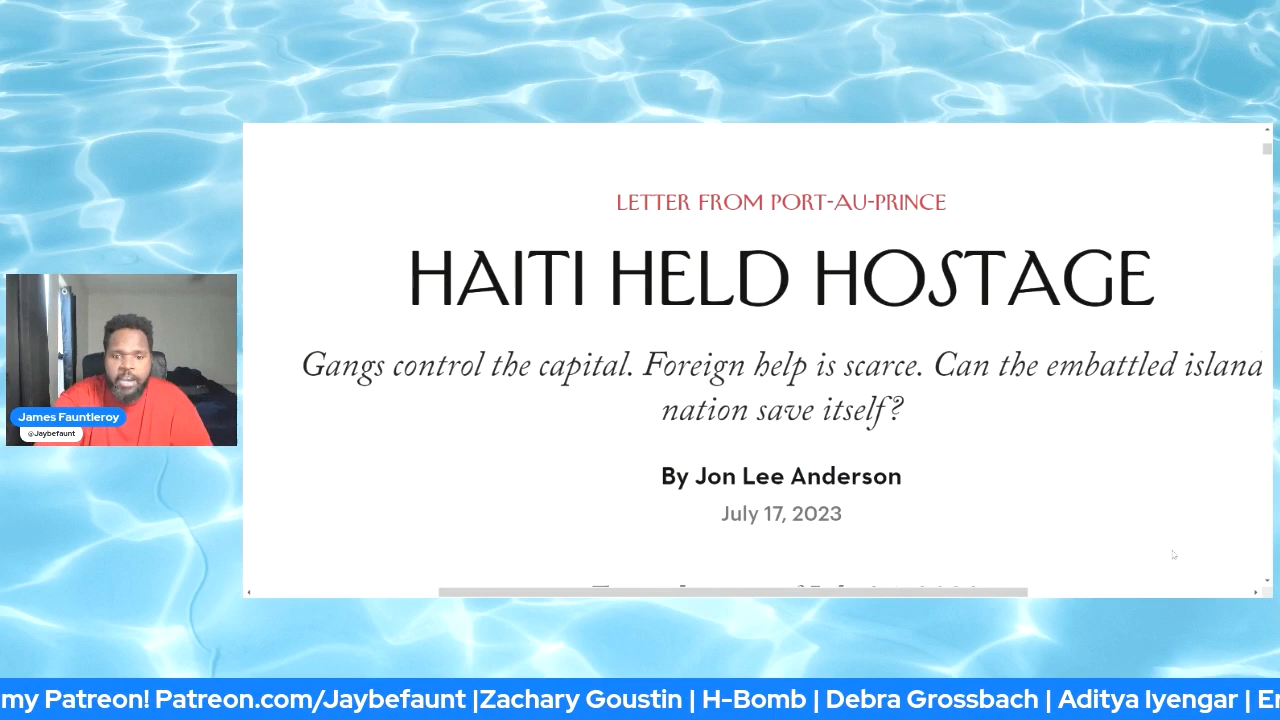 LETTER FROM PORT-AU-PRINCE
HAITI HELD HOSTAGE
Gangs control the capital. Foreign help is scarce. Can the embattled island
nation save itself?
By Jon Lee Anderson
July 17, 2023
James Fauntleroy
@Jaybefaunt
my Patreon! Patreon.com/Jaybefaunt |Zachary Goustin | H-Bomb | Debra Grossbach | Aditya Iyengar |